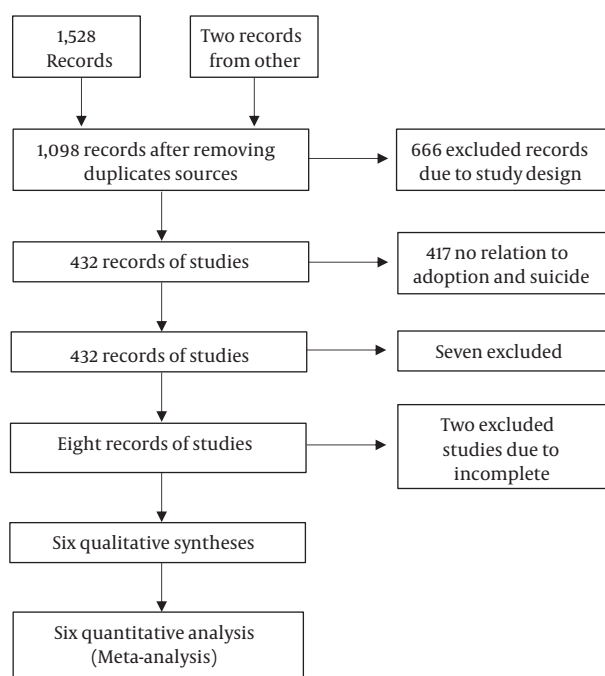 1,528
Records
Two records
from other
1,098 records after removing
duplicates sources
666 excluded records
due to study design
432 records of studies
417 no relation to
adoption and suicide
432 records of studies
Seven excluded
Eight records of studies
Two excluded
studies due to
incomplete
Six qualitative syntheses
Six quantitative analysis
(Meta-analysis)